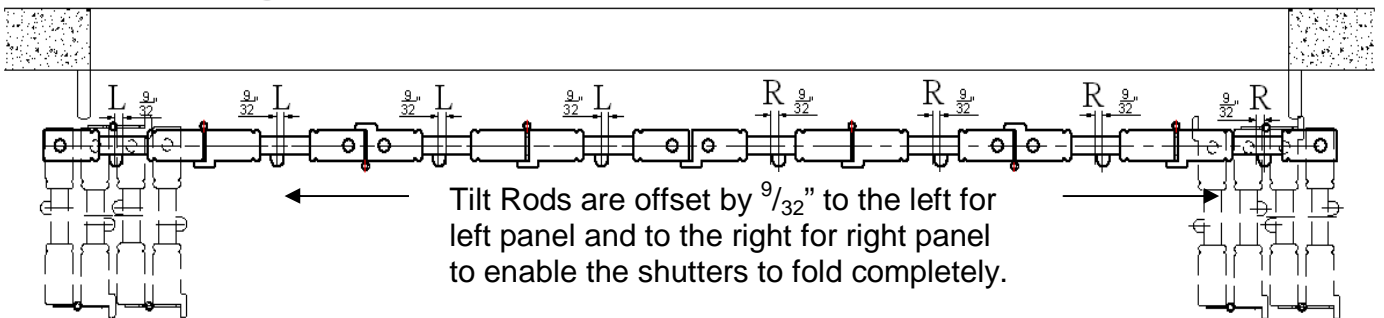 L 9/32" L 9/32" L 9/32" L 9/32" R 9/32" R 9/32" R 9/32" R 9/32"
Tilt Rods are offset by 9/32” to the left for
left panel and to the right for right panel
to enable the shutters to fold completely.